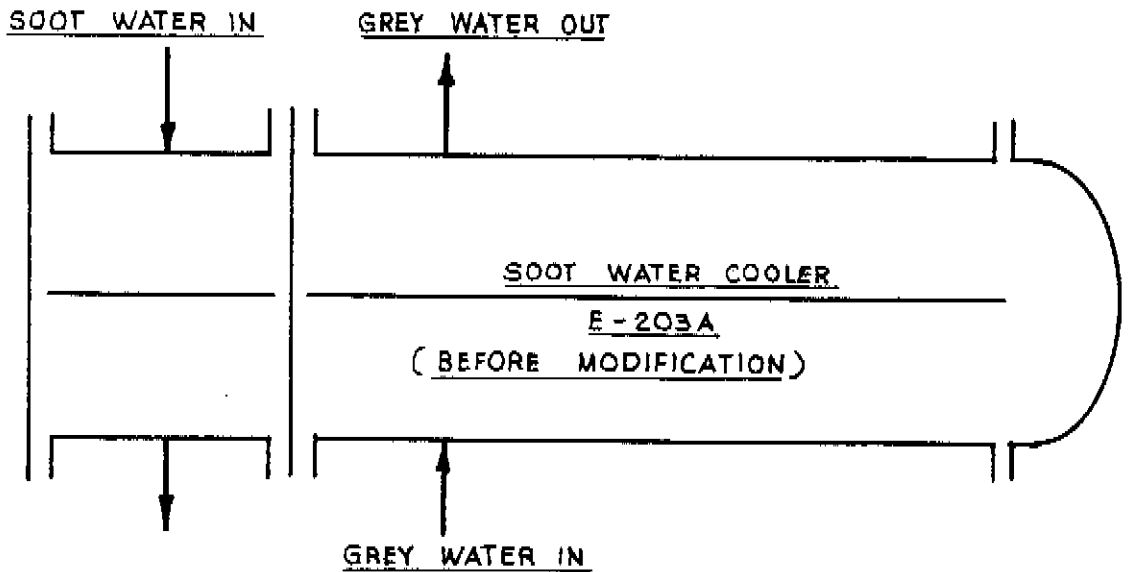 SOOT WATER IN
GREY WATER OUT
SOOT WATER COOLER
E-203A
(BEFORE MODIFICATION)
GREY WATER IN